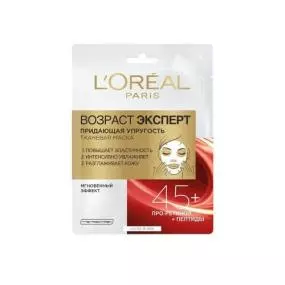 L'ORÉAL
PARIS
ВОЗРАСТ ЭКСПЕРТ
ПРИДАЮЩАЯ УПРУГОСТЬ
ТКАНЕВАЯ МАСКА
1 ПОВЫШАЕТ ЭЛАСТИЧНОСТЬ
2 ИНТЕНСИВНО УВЛАЖНЯЕТ
3 РАЗГЛАЖИВАЕТ КОЖУ
МГНОВЕННЫЙ
ЭФФЕКТ
45+
ПРО-РЕТИНОЛ
+ ПЕПТИДЫ